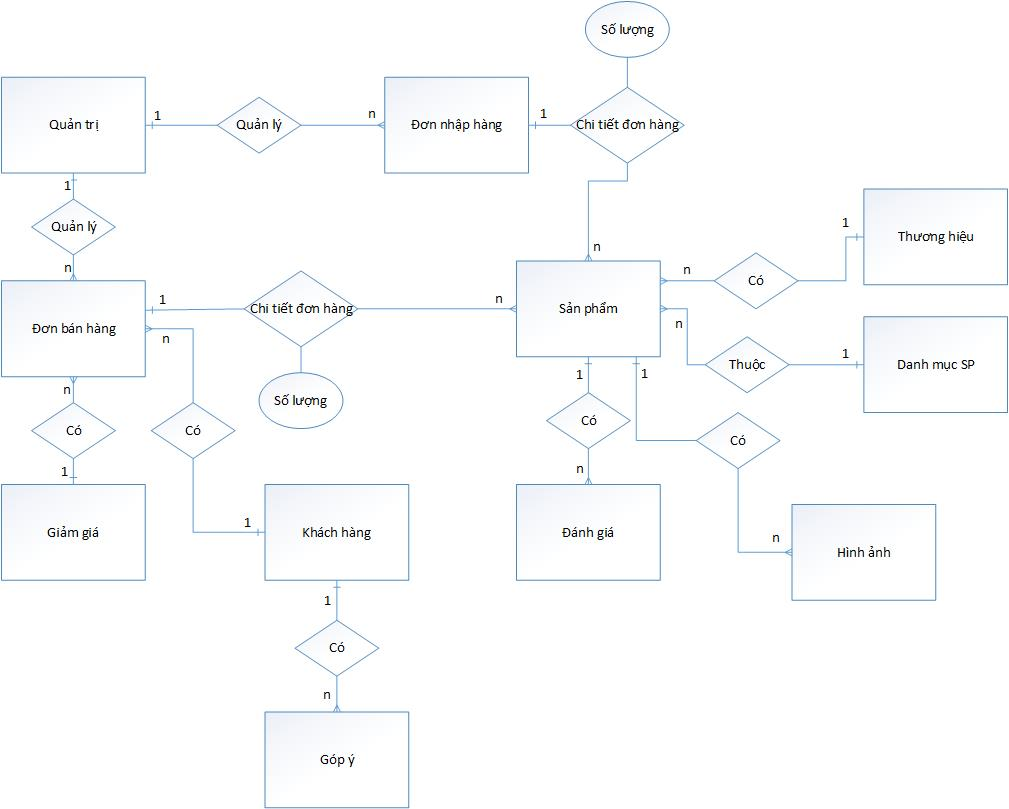 Số lượng
Quản trị
1
Quản lý
n
Đơn nhập hàng
1
Chi tiết đơn hàng
1
Quản lý
n
n
Thương hiệu
1
n
Có
Sản phẩm
Đơn bán hàng
1
Chi tiết đơn hàng
n
n
n
Thuộc
1
Danh mục SP
n
Có
Có
Số lượng
1
Có
1
Có
1
n
Giảm giá
1
Khách hàng
Đánh giá
n
Hình ảnh
1
Có
n
Góp ý